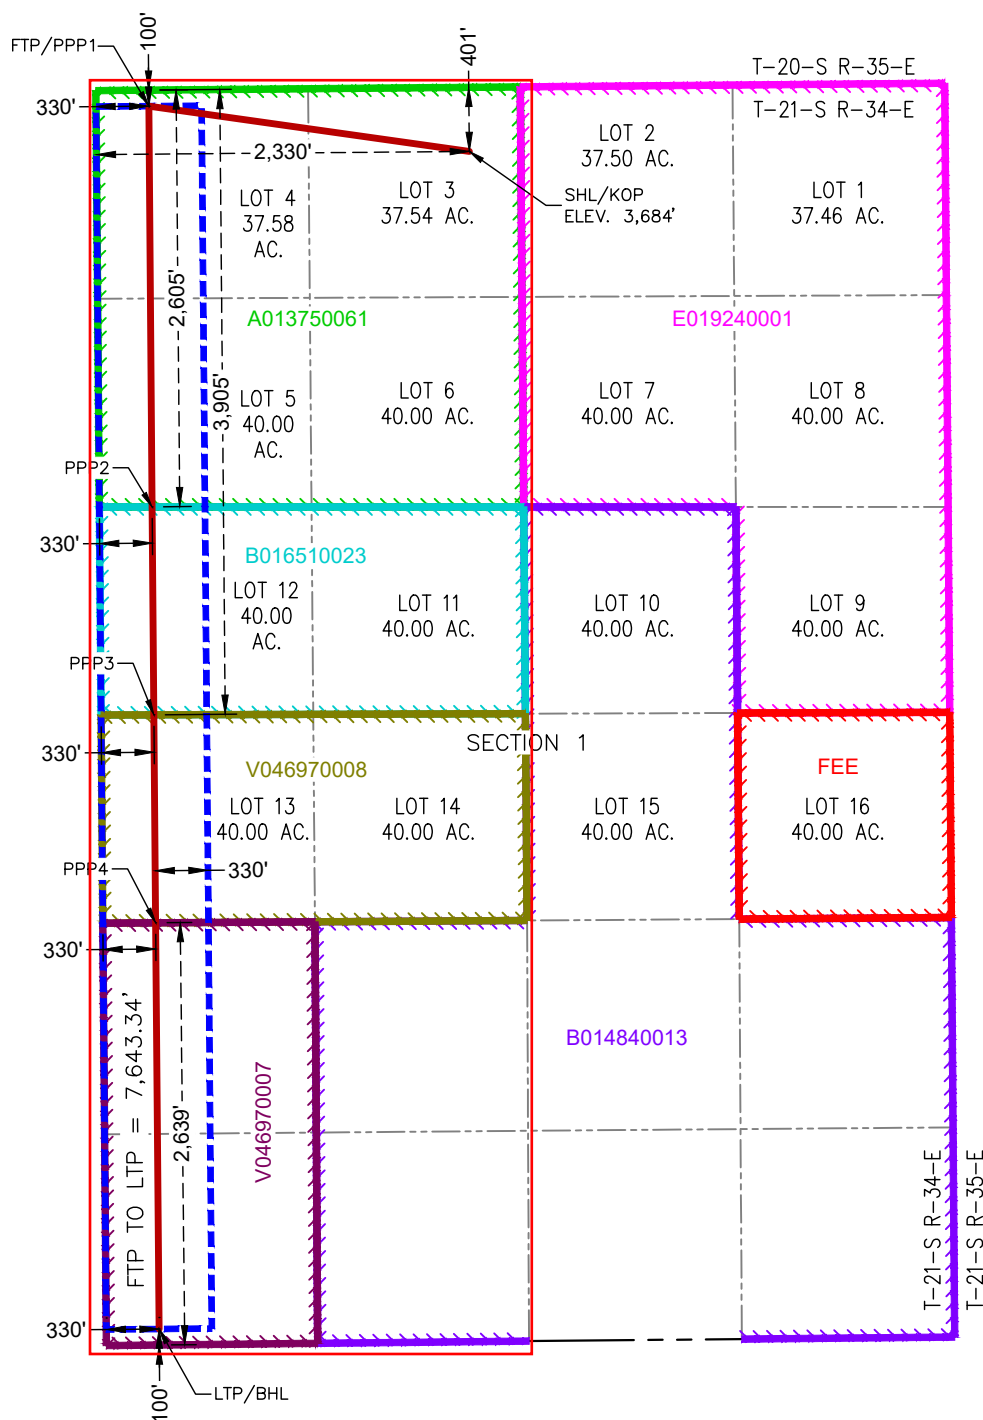 FTP/PPP1
100'
401'
T-20-S R-35-E
T-21-S R-34-E
330'
2,330'
LOT 2
37.50 AC.
LOT 4
37.58
AC.
LOT 3
37.54 AC.
SHL/KOP
ELEV. 3,684'
LOT 1
37.46 AC.
2,605'
A013750061
E019240001
3,905'
LOT 5
40.00
AC.
LOT 6
40.00 AC.
LOT 7
40.00 AC.
LOT 8
40.00 AC.
PPP2
330'
B016510023
LOT 12
40.00
AC.
LOT 11
40.00 AC.
LOT 10
40.00 AC.
LOT 9
40.00 AC.
PPP3
330'
SECTION 1
V046970008
FEE
LOT 13
40.00 AC.
LOT 14
40.00 AC.
LOT 15
40.00 AC.
LOT 16
40.00 AC.
PPP4
330'
330'
FTP TO LTP = 7,643.34'
2,639'
V046970007
B014840013
T-21-S R-34-E
T-21-S R-35-E
330'
100'
LTP/BHL